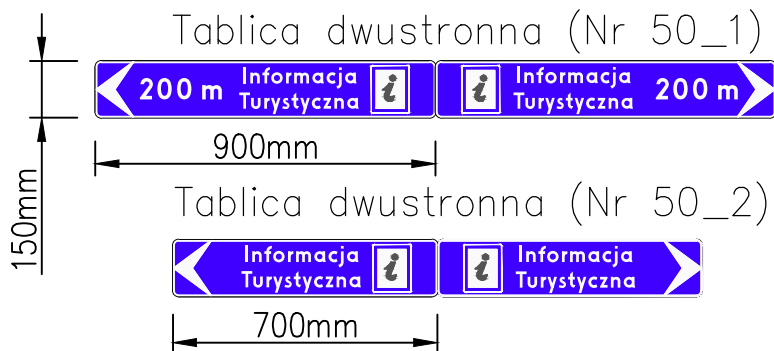 Tablica dwustronna (Nr 50_1)
200 m Informacja Turystyczna i
i Informacja Turystyczna 200 m
900mm
150mm
Tablica dwustronna (Nr 50_2)
Informacja Turystyczna i
i Informacja Turystyczna
700mm